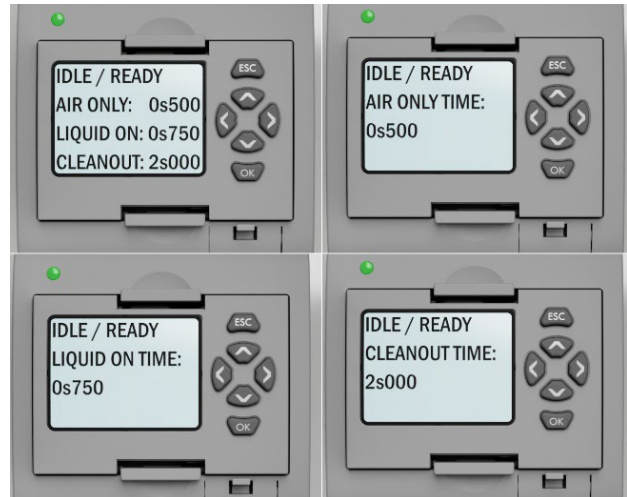 IDLE / READY
AIR ONLY: 0s500
LIQUID ON: 0s750
CLEANOUT: 2s000
ESC
OK
IDLE / READY
AIR ONLY TIME:
0s500
ESC
OK
IDLE / READY
LIQUID ON TIME:
0s750
ESC
OK
IDLE / READY
CLEANOUT TIME:
2s000
ESC
OK